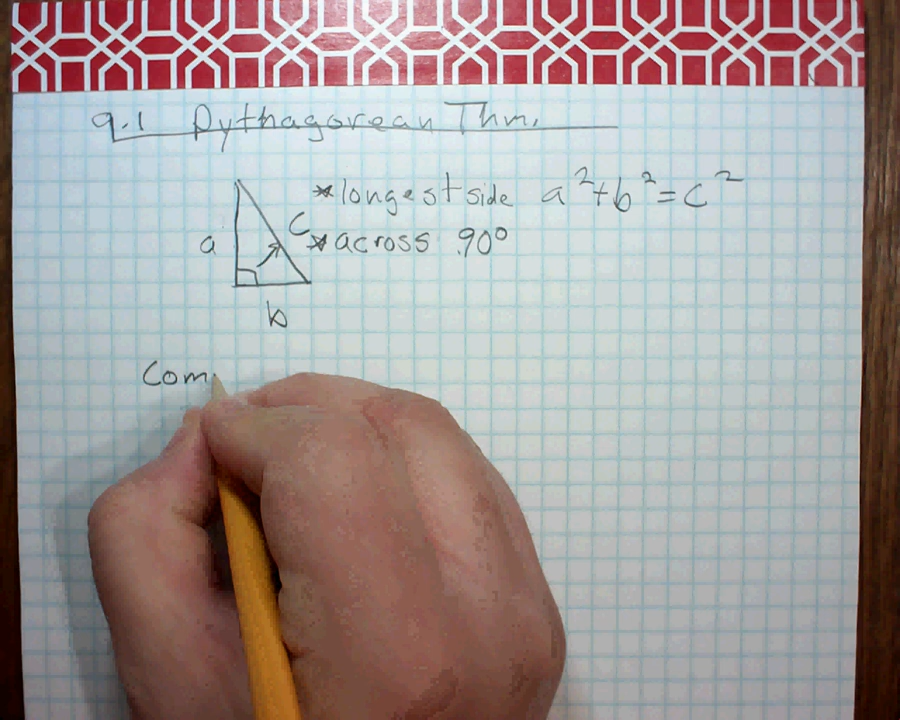 9.1 Pythagorean Thm.
*longest side a²+b²=c²
a c *across 90°
b
Com